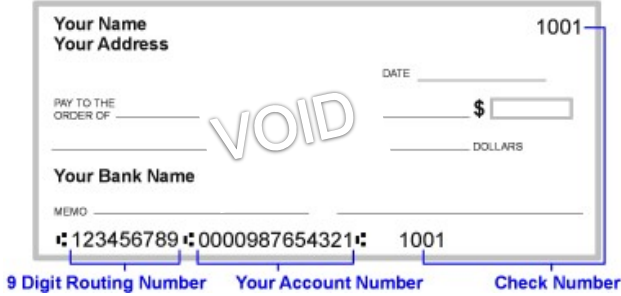 Your Name
1001
Your Address
DATE
PAY TO THE
ORDER OF
$
VOID
DOLLARS
Your Bank Name
MEMO
⑆123456789⑆0000987654321⑆ 1001
9 Digit Routing Number Your Account Number Check Number